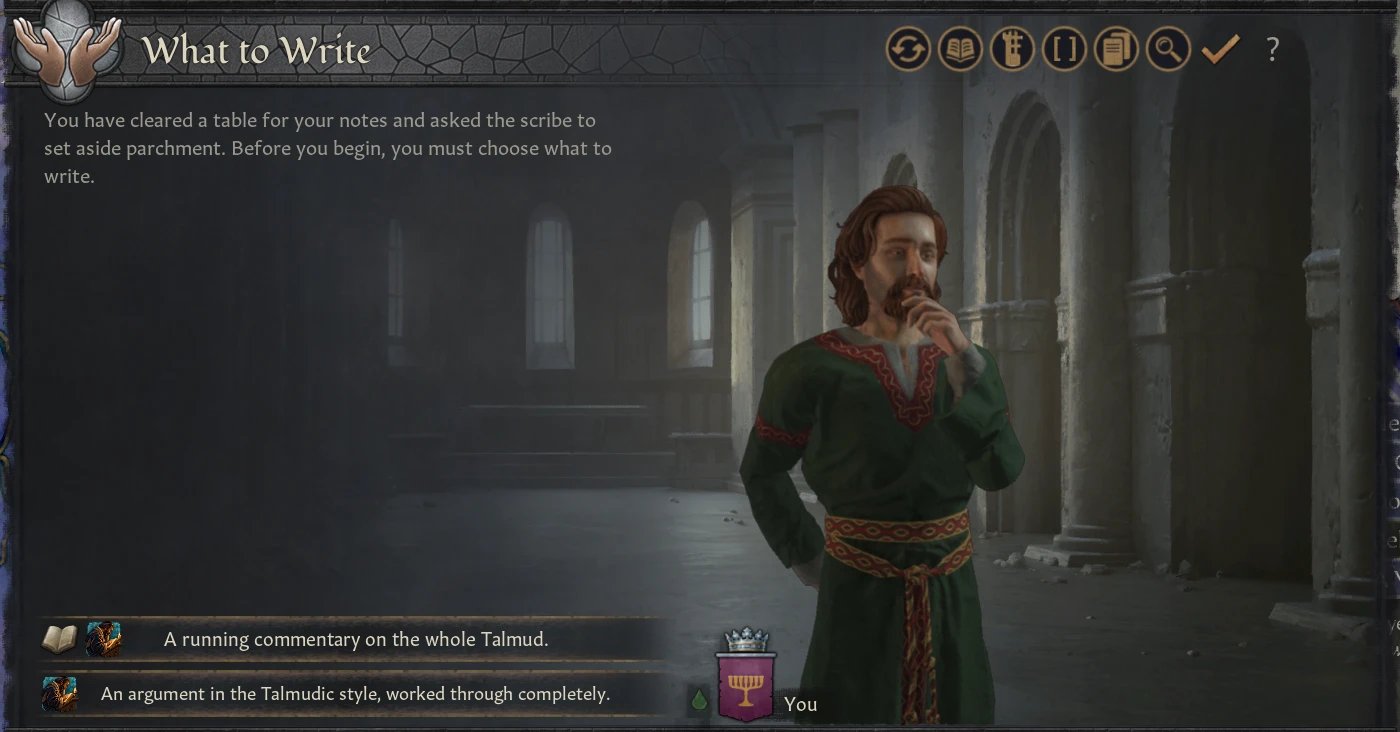 What to Write
?
You have cleared a table for your notes and asked the scribe to
set aside parchment. Before you begin, you must choose what to
write.
A running commentary on the whole Talmud.
An argument in the Talmudic style, worked through completely.
You